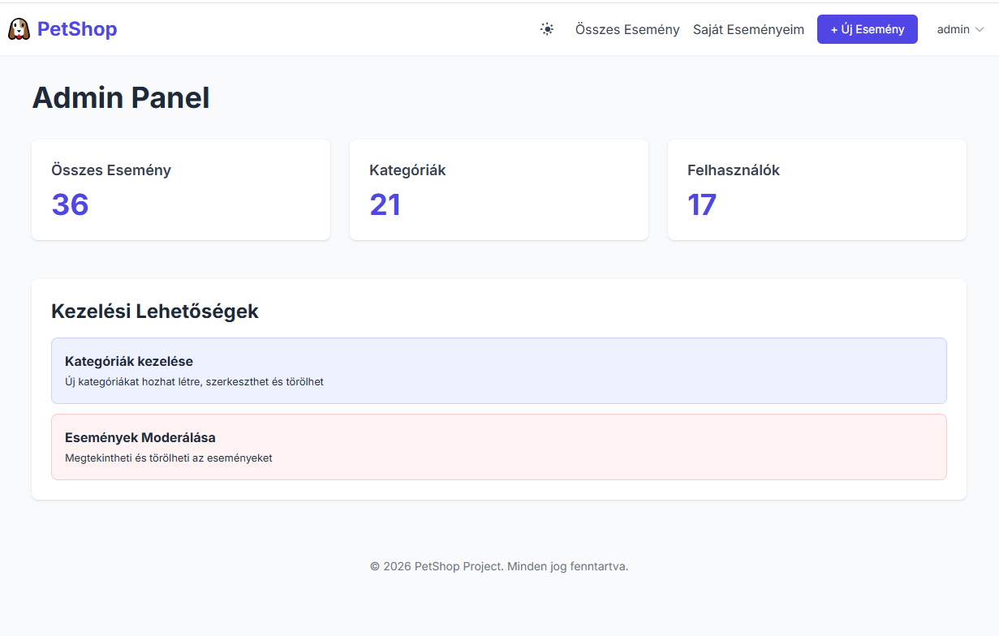 PetShop
Összes Esemény
Saját Eseményeim
+ Új Esemény
admin
Admin Panel
Összes Esemény
36
Kategóriák
21
Felhasználók
17
Kezelési Lehetőségek
Kategóriák kezelése
Új kategóriákat hozhat létre, szerkeszthet és törölhet
Események Moderálása
Megtekintheti és törölheti az eseményeket
© 2026 PetShop Project. Minden jog fenntartva.